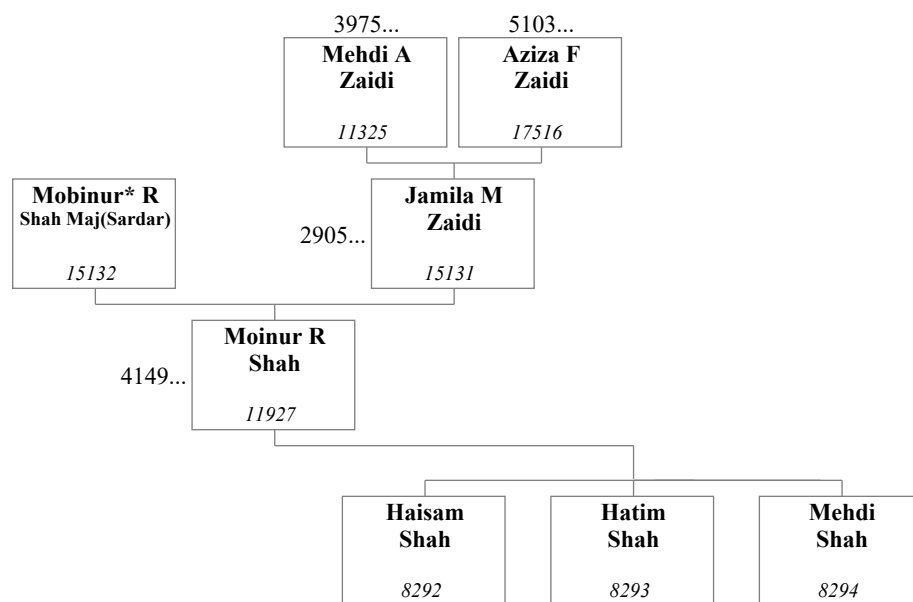 3975...
5103...
Mehdi A
Zaidi
11325
Aziza F
Zaidi
17516
Mobinur* R
Shah Maj(Sardar)
15132
2905...
Jamila M
Zaidi
15131
4149...
Moinur R
Shah
11927
Haisam
Shah
8292
Hatim
Shah
8293
Mehdi
Shah
8294